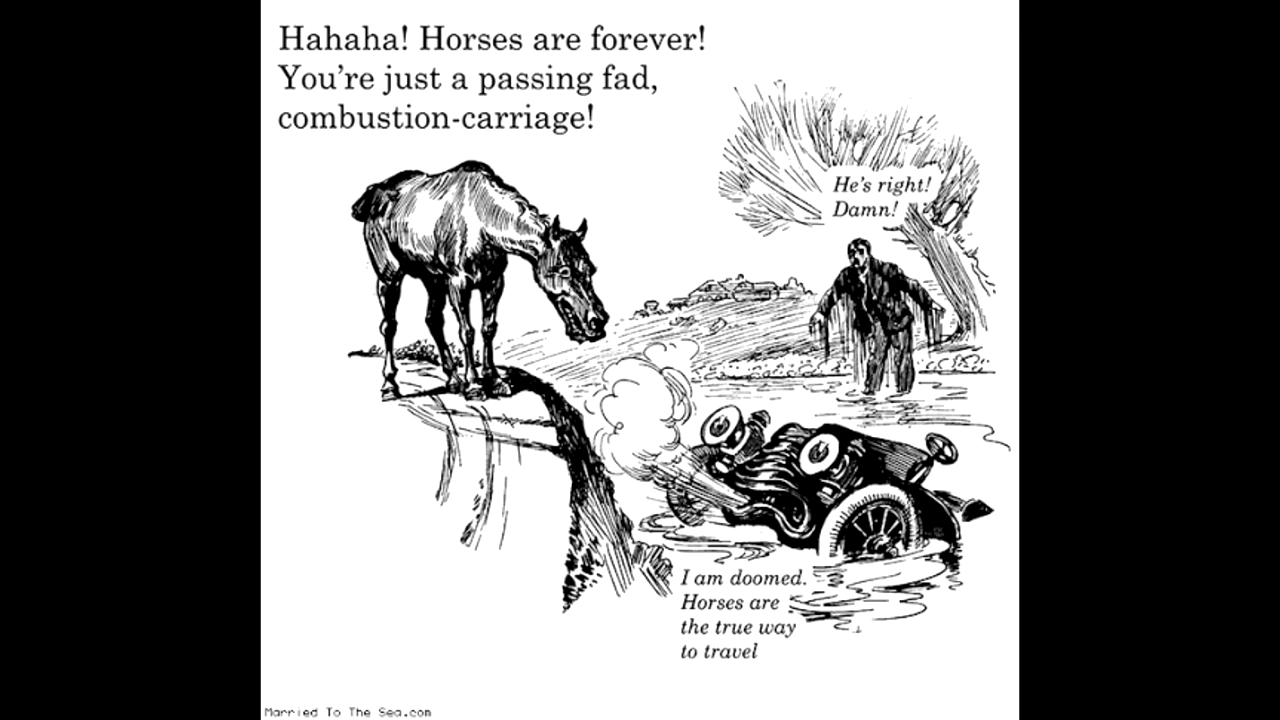 Hahaha! Horses are forever!
You're just a passing fad,
combustion-carriage!
He's right!
Damn!
I am doomed.
Horses are
the true way
to travel
Married To The Sea.com